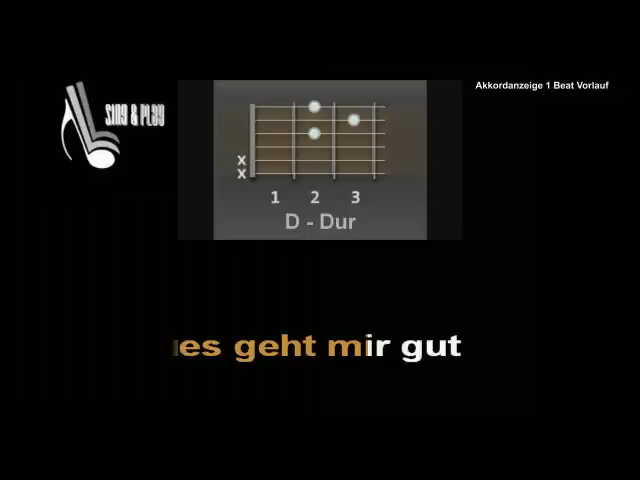 Akkordanzeige 1 Beat Vorlauf
SING & PLAY
x
x
1 2 3
D - Dur
es geht mir gut